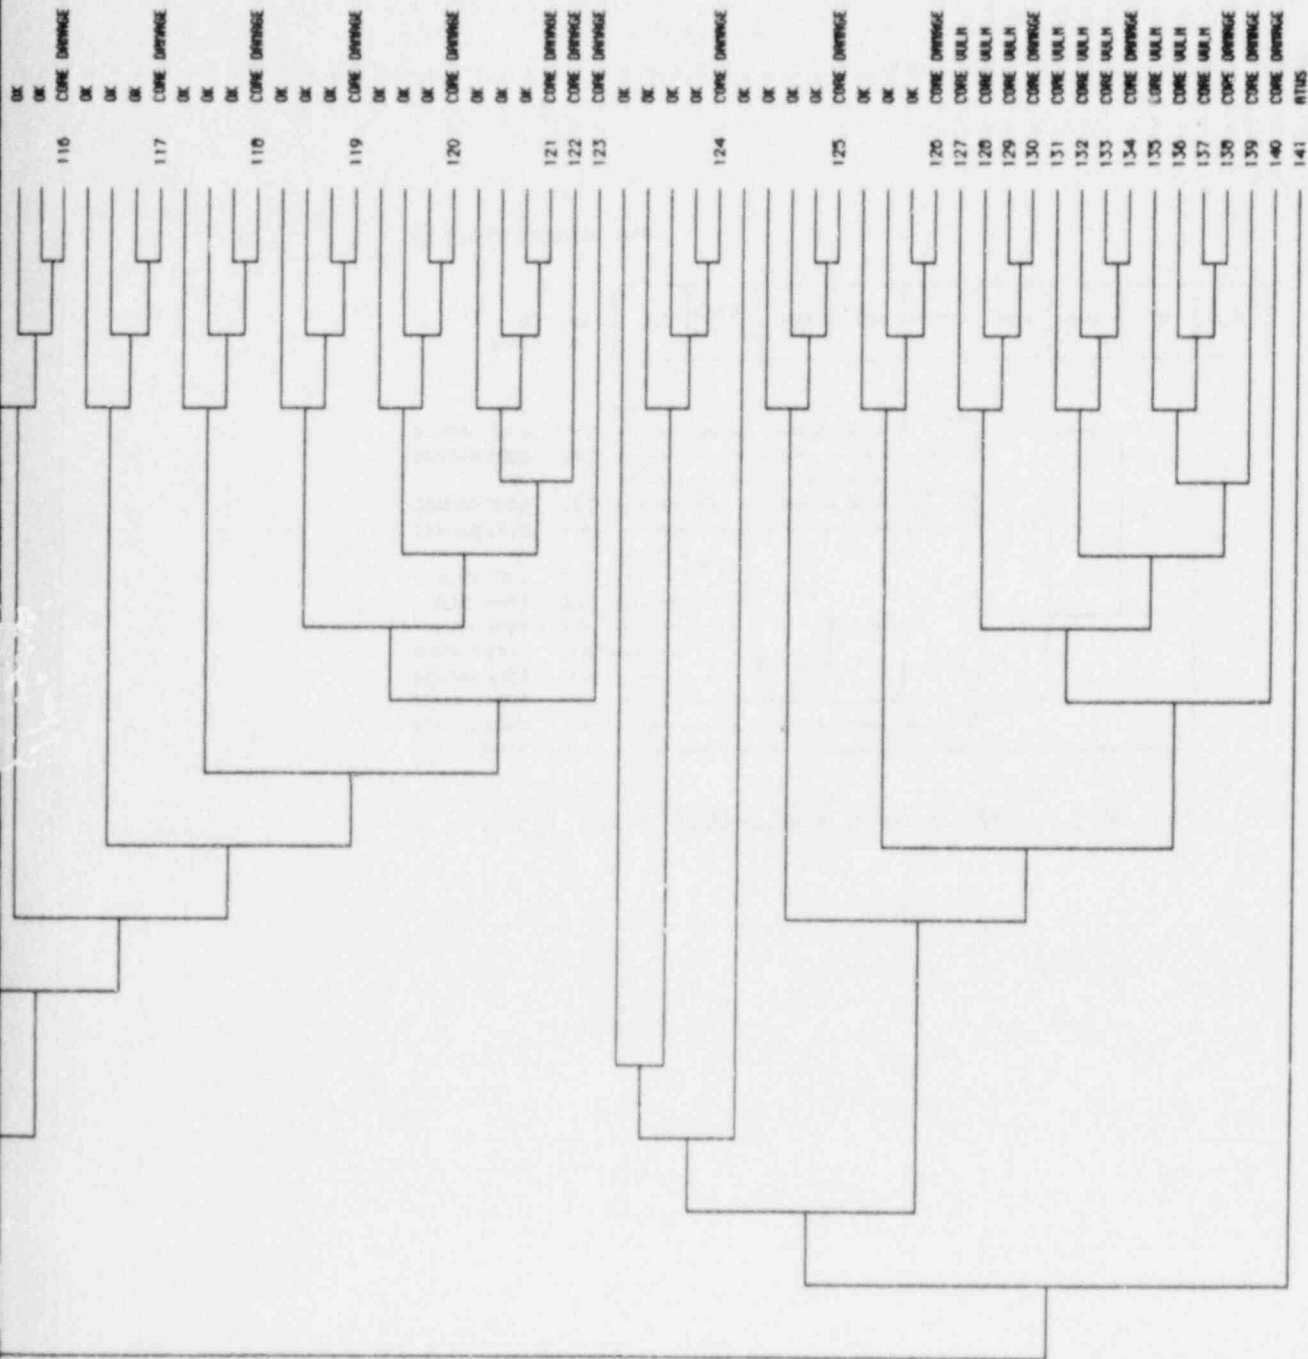 OK
OK
116 CORE DAMAGE
OK
OK
OK
117 CORE DAMAGE
OK
OK
OK
118 CORE DAMAGE
OK
OK
OK
119 CORE DAMAGE
OK
OK
OK
120 CORE DAMAGE
OK
OK
OK
121 CORE DAMAGE
122 CORE DAMAGE
123 CORE DAMAGE
OK
OK
OK
OK
124 CORE DAMAGE
OK
OK
OK
OK
125 CORE DAMAGE
OK
OK
OK
126 CORE DAMAGE
127 CORE VULN
128 CORE VULN
129 CORE VULN
130 CORE DAMAGE
131 CORE VULN
132 CORE VULN
133 CORE VULN
134 CORE DAMAGE
135 CORE VULN
136 CORE VULN
137 CORE VULN
138 CORE DAMAGE
139 CORE DAMAGE
140 CORE DAMAGE
141 ATWS